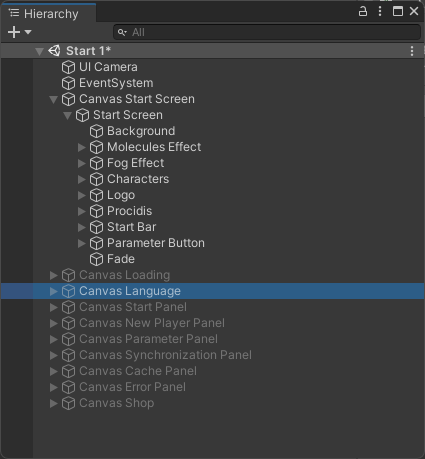 Hierarchy
All
Start 1*
UI Camera
EventSystem
Canvas Start Screen
Start Screen
Background
Molecules Effect
Fog Effect
Characters
Logo
Procidis
Start Bar
Parameter Button
Fade
Canvas Loading
Canvas Language
Canvas Start Panel
Canvas New Player Panel
Canvas Parameter Panel
Canvas Synchronization Panel
Canvas Cache Panel
Canvas Error Panel
Canvas Shop